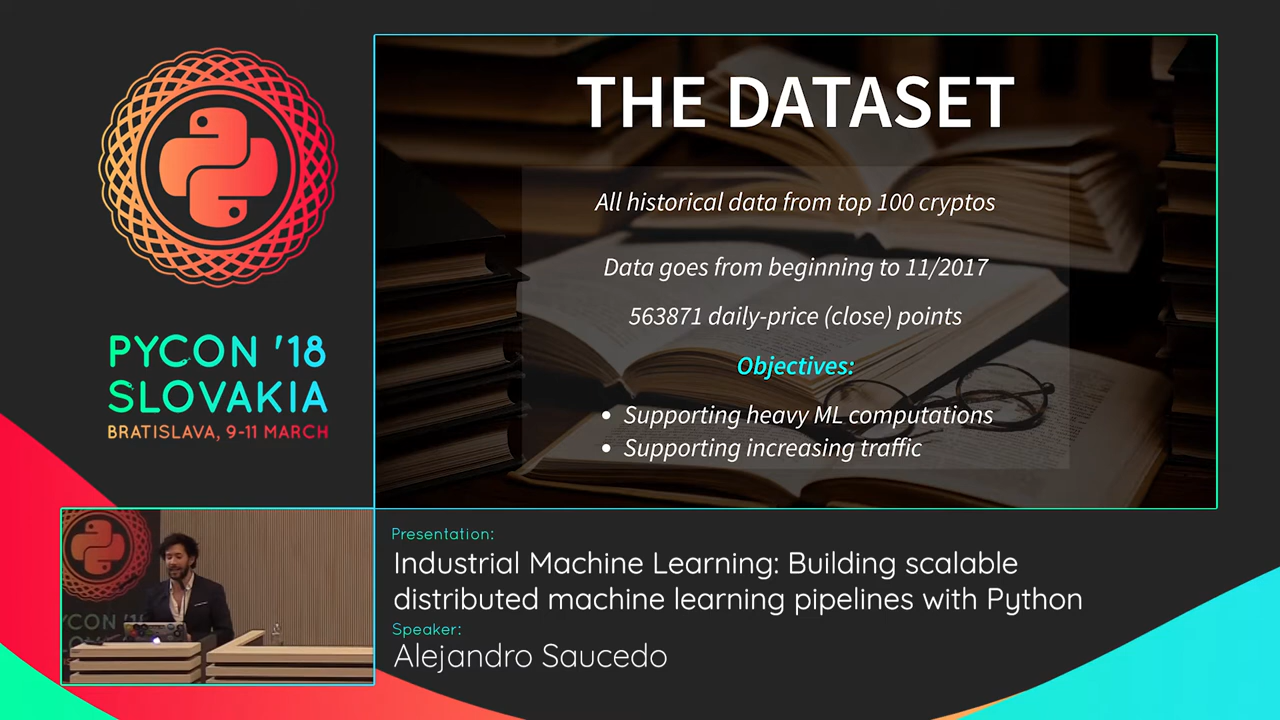 THE DATASET
All historical data from top 100 cryptos
Data goes from beginning to 11/2017
563871 daily-price (close) points
Objectives:
• Supporting heavy ML computations
• Supporting increasing traffic
PYCON '18
SLOVAKIA
BRATISLAVA, 9-11 MARCH
Presentation:
Industrial Machine Learning: Building scalable
distributed machine learning pipelines with Python
Speaker:
Alejandro Saucedo